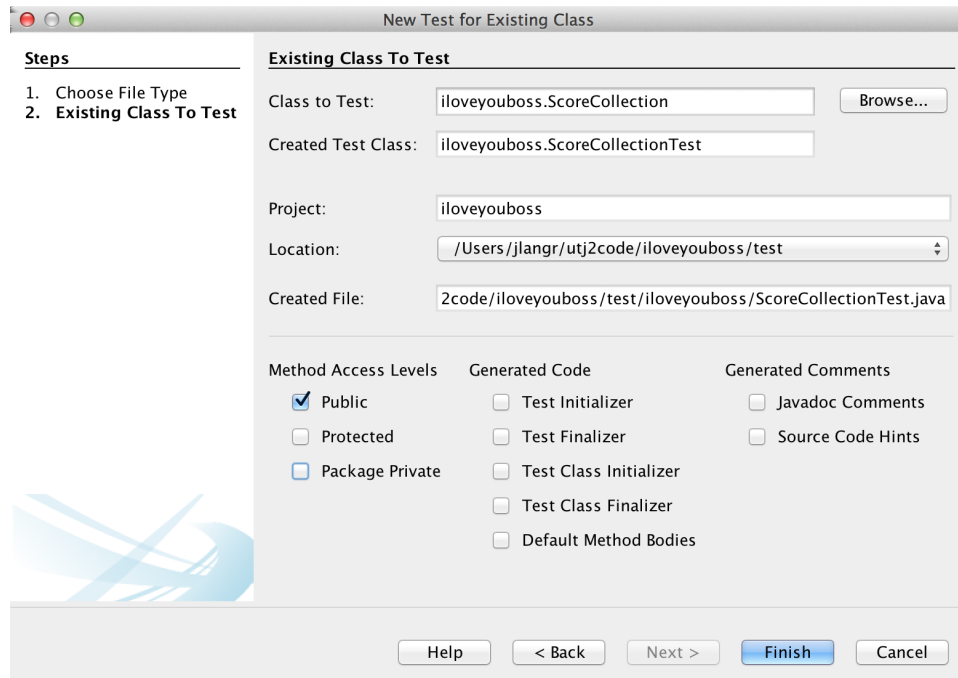 New Test for Existing Class
Steps
1. Choose File Type
2. Existing Class To Test
Existing Class To Test
Class to Test: iloveyouboss.ScoreCollection Browse...
Created Test Class: iloveyouboss.ScoreCollectionTest
Project: iloveyouboss
Location: /Users/jlangr/utj2code/iloveyouboss/test
Created File: 2code/iloveyouboss/test/iloveyouboss/ScoreCollectionTest.java
Method Access Levels Generated Code Generated Comments
Public Test Initializer Javadoc Comments
Protected Test Finalizer Source Code Hints
Package Private Test Class Initializer
Test Class Finalizer
Default Method Bodies
Help < Back Next > Finish Cancel